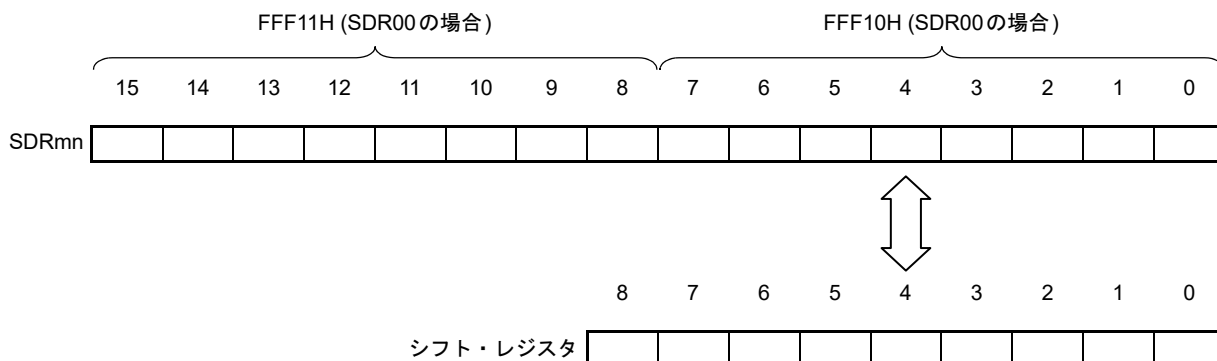 FFF11H (SDR00の場合) FFF10H (SDR00の場合)
15 14 13 12 11 10 9 8 7 6 5 4 3 2 1 0
SDRmn
8 7 6 5 4 3 2 1 0
シフト・レジスタ